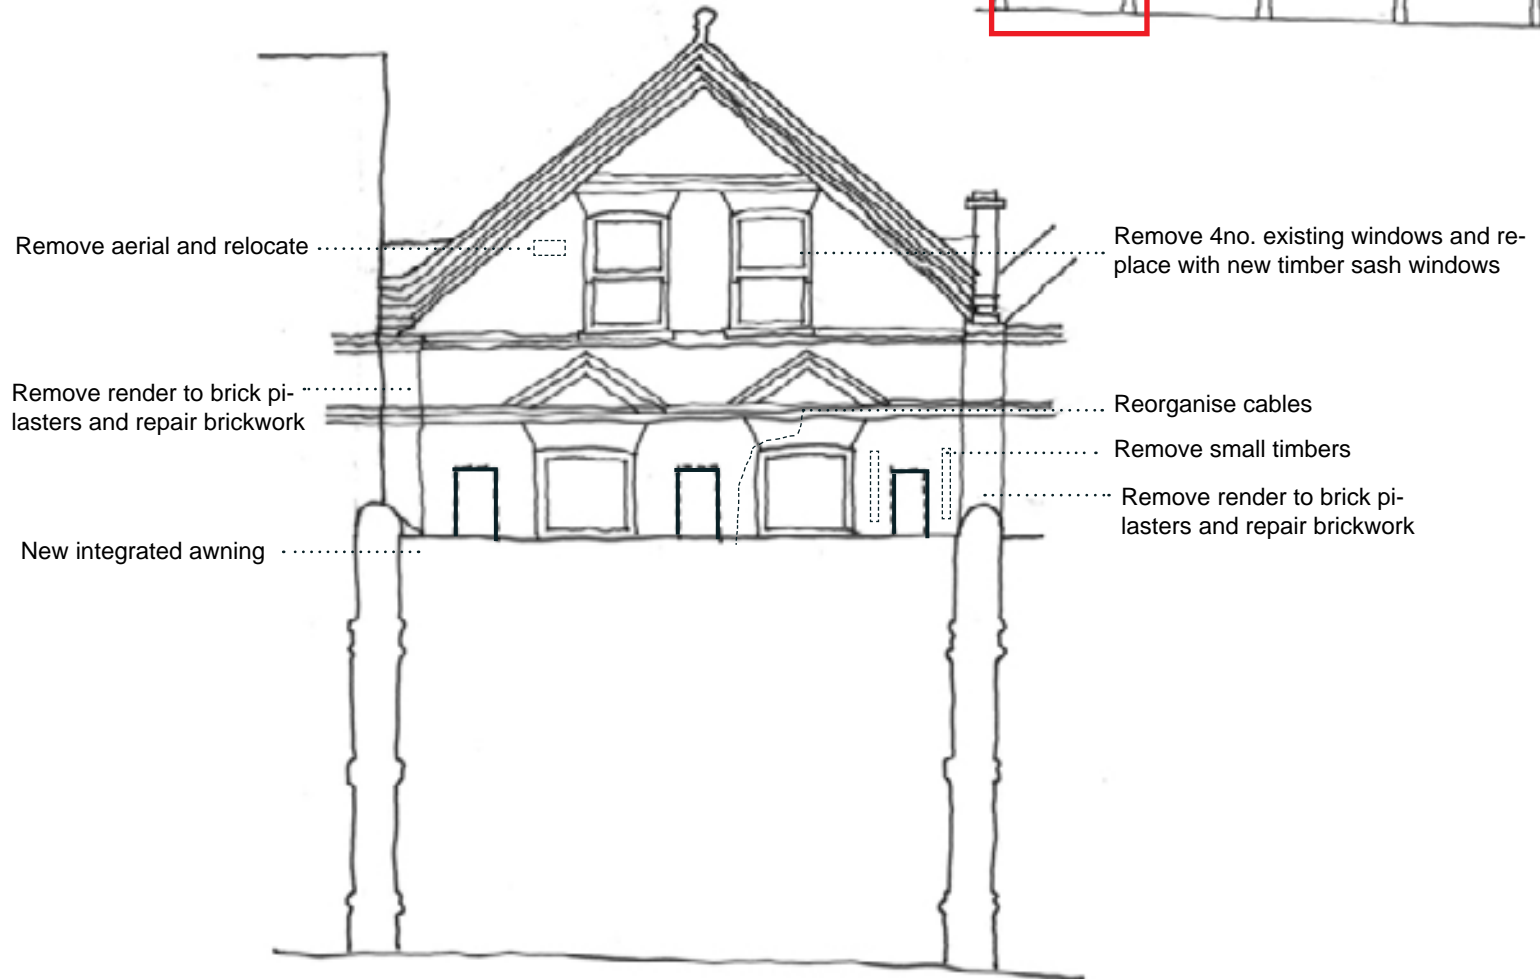 Remove aerial and relocate
Remove render to brick pi-
lasters and repair brickwork
New integrated awning
Remove 4no. existing windows and re-
place with new timber sash windows
Reorganise cables
Remove small timbers
Remove render to brick pi-
lasters and repair brickwork